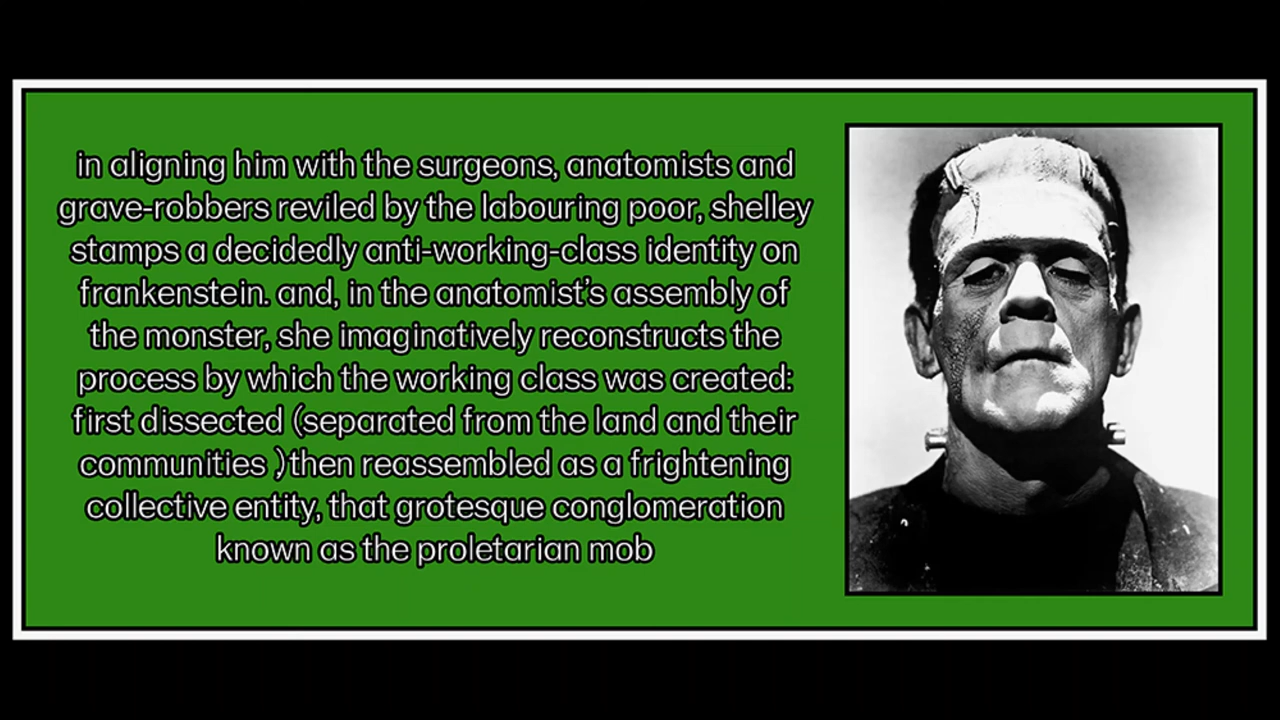 in aligning him with the surgeons, anatomists and
grave-robbers reviled by the labouring poor, shelley
stamps a decidedly anti-working-class identity on
frankenstein. and, in the anatomist's assembly of
the monster, she imaginatively reconstructs the
process by which the working class was created:
first dissected (separated from the land and their
communities )then reassembled as a frightening
collective entity, that grotesque conglomeration
known as the proletarian mob